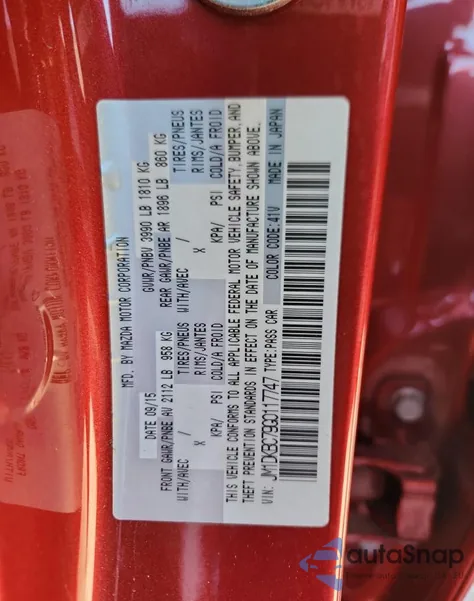 MFD. BY MAZDA MOTOR CORPORATION
DATE 09/15 GVWR/PNBV 3990 LB 1810 KG
FRONT GAWR/PNBE AV 2112 LB 958 KG REAR GAWR/PNBE AR 1896 LB 860 KG
WITH/AVEC / TIRES/PNEUS WITH/AVEC / TIRES/PNEUS
X RIMS/JANTES X RIMS/JANTES
KPA/ PSI COLD/A FROID KPA/ PSI COLD/A FROID
THIS VEHICLE CONFORMS TO ALL APPLICABLE FEDERAL MOTOR VEHICLE SAFETY,BUMPER,AND
THEFT PREVENTION STANDARDS IN EFFECT ON THE DATE OF MANUFACTURE SHOWN ABOVE.
VIN: JM1DKBC79G0117747 TYPE:PASS CAR COLOR CODE:41V MADE IN JAPAN
autoSnap